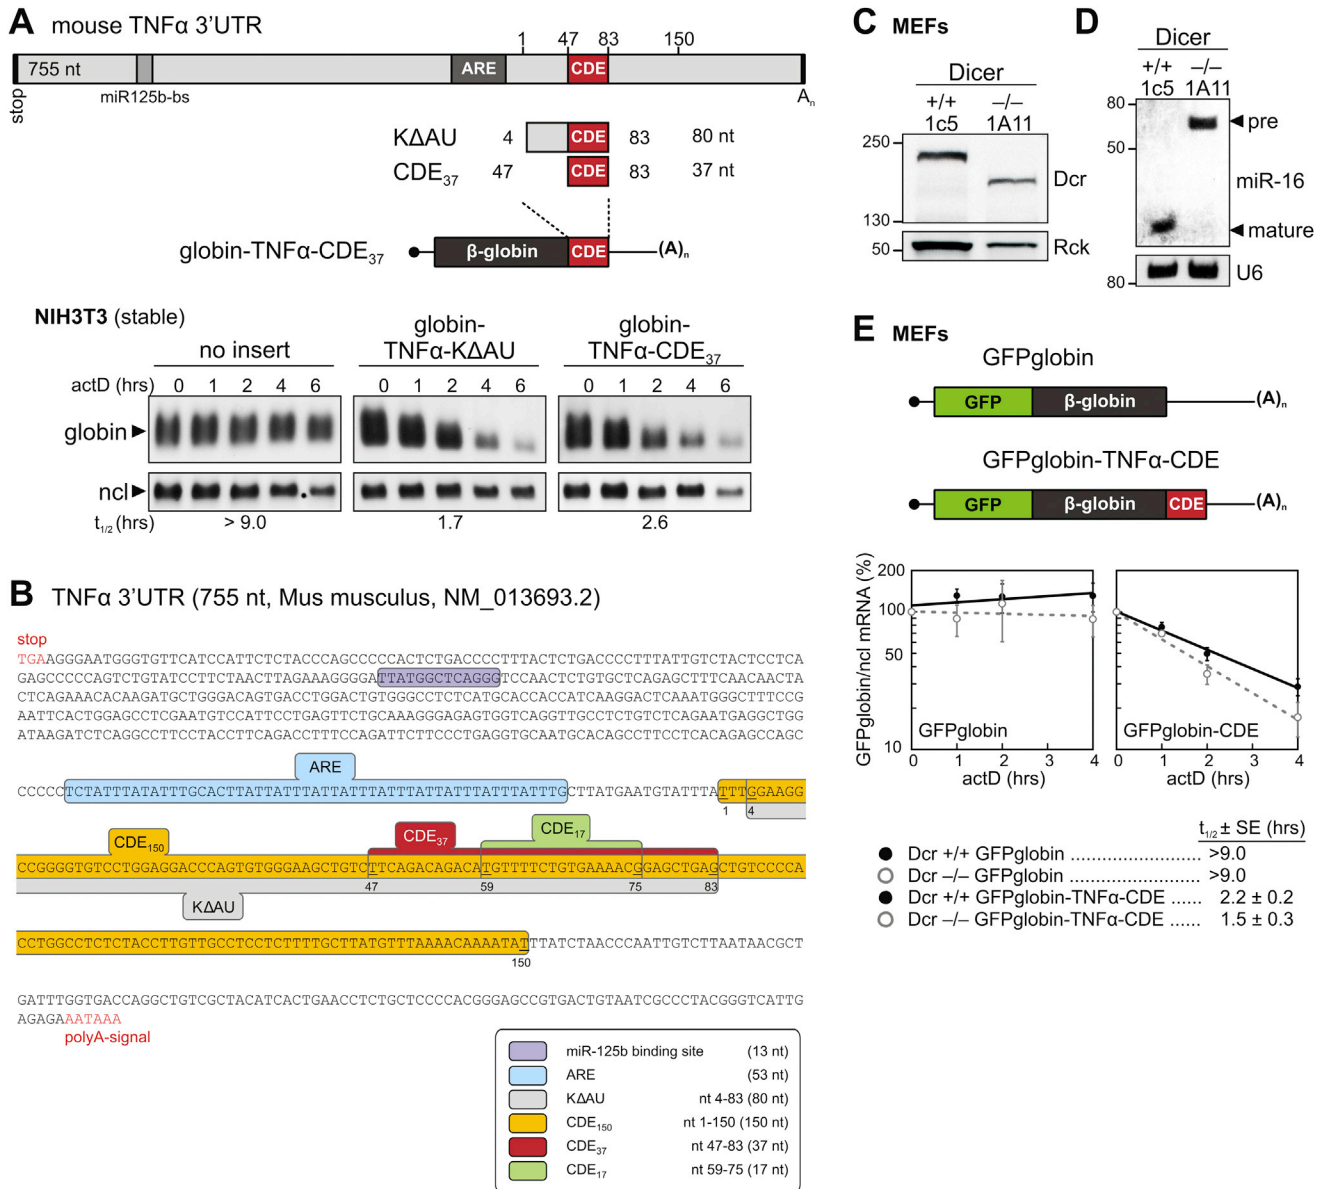 A mouse TNFα 3'UTR
1 47 83 150
755 nt ARE CDE
stop miR125b-bs An
KΔAU 4 CDE 83 80 nt
CDE37 47 CDE 83 37 nt
globin-TNFα-CDE37 β-globin CDE (A)n
NIH3T3 (stable)
no insert
globin-TNFα-KΔAU
globin-TNFα-CDE37
actD (hrs) 0 1 2 4 6 0 1 2 4 6 0 1 2 4 6
globin
ncl
t1/2 (hrs) > 9.0 1.7 2.6
B TNFα 3'UTR (755 nt, Mus musculus, NM_013693.2)
stop
TGAAGGGAATGGGTGTTCATCCATTCTCTACCCAGCCCCCACTCTGACCCCTTTACTCTGACCCCTTTATTGTCTACTCCTCA
GAGCCCCCAGTCTGTATCCTTCTAACTTAGAAAGGGGATTATGGCTCAGGGTCCAACTCTGTGCTCAGAGCTTTCAACAACTA
CTCAGAAACACAAGATGCTGGGACAGTGACCTGGACTGTGGGCCTCTCATGCACCACCATCAAGGACTCAAATGGGCTTTCCG
AATTCACTGGAGCCTCGAATGTCCATTCCTGAGTTCTGCAAAGGGAGAGTGGTCAGGTTGCCTCTGTCTCAGAATGAGGCTGG
ATAAGATCTCAGGCCTTCCTACCTTCAGACCTTTCCAGATTCTTCCCTGAGGTGCAATGCACAGCCTTCCTCACAGAGCCAGC
ARE
CCCCCTCTATTTATATTTGCACTTATTATTTATTATTTATTTATTATTTATTTATTTGCTTATGAATGTATTTATTTGGAAGG
1 4
CDE150 CDE37 CDE17
CCGGGGTGTCCTGGAGGACCCAGTGTGGGAAGCTGTCTTCAGACAGACATGTTTTCTGTGAAAACGGAGCTGAGCTGTCCCCA
47 59 75 83
KΔAU
CCTGGCCTCTCTACCTTGTTGCCTCCTCTTTTGCTTATGTTTAAAACAAAATATTTATCTAACCCAATTGTCTTAATAACGCT
150
GATTTGGTGACCAGGCTGTCGCTACATCACTGAACCTCTGCTCCCCACGGGAGCCGTGACTGTAATCGCCCTACGGGTCATTG
AGAGAAATAAA
polyA-signal
miR-125b binding site (13 nt)
ARE (53 nt)
KΔAU nt 4-83 (80 nt)
CDE150 nt 1-150 (150 nt)
CDE37 nt 47-83 (37 nt)
CDE17 nt 59-75 (17 nt)
C MEFs
Dicer
+/+ –/–
1c5 1A11
250
Dcr
130
50 Rck
D
Dicer
+/+ –/–
1c5 1A11
80
pre
50
miR-16
mature
80 U6
E MEFs
GFPglobin
GFP β-globin (A)n
GFPglobin-TNFα-CDE
GFP β-globin CDE (A)n
GFPglobin/ncl mRNA (%)
200
100
50
10
GFPglobin GFPglobin-CDE
0 1 2 3 4 0 1 2 3 4
actD (hrs) actD (hrs)
t1/2 ± SE (hrs)
Dcr +/+ GFPglobin ........................ >9.0
Dcr –/– GFPglobin ........................ >9.0
Dcr +/+ GFPglobin-TNFα-CDE ...... 2.2 ± 0.2
Dcr –/– GFPglobin-TNFα-CDE ...... 1.5 ± 0.3